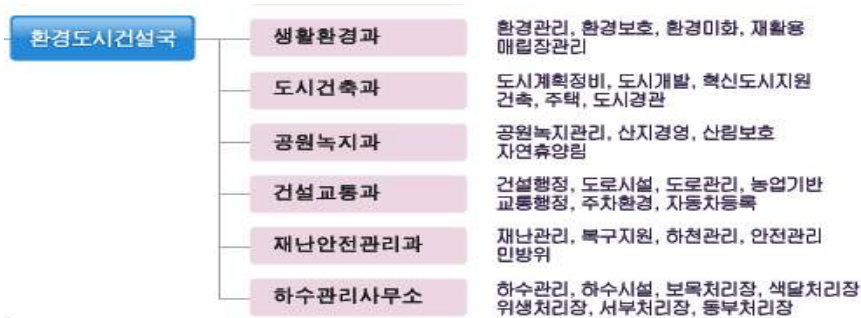 환경도시건설국
생활환경과
환경관리, 환경보호, 환경미화, 재활용
매립장관리
도시건축과
도시계획정비, 도시개발, 혁신도시지원
건축, 주택, 도시경관
공원녹지과
공원녹지관리, 산지경영, 산림보호
자연휴양림
건설교통과
건설행정, 도로시설, 도로관리, 농업기반
교통행정, 주차환경, 자동차등록
재난안전관리과
재난관리, 복구지원, 하천관리, 안전관리
민방위
하수관리사무소
하수관리, 하수시설, 보목처리장, 색달처리장
위생처리장, 서부처리장, 동부처리장